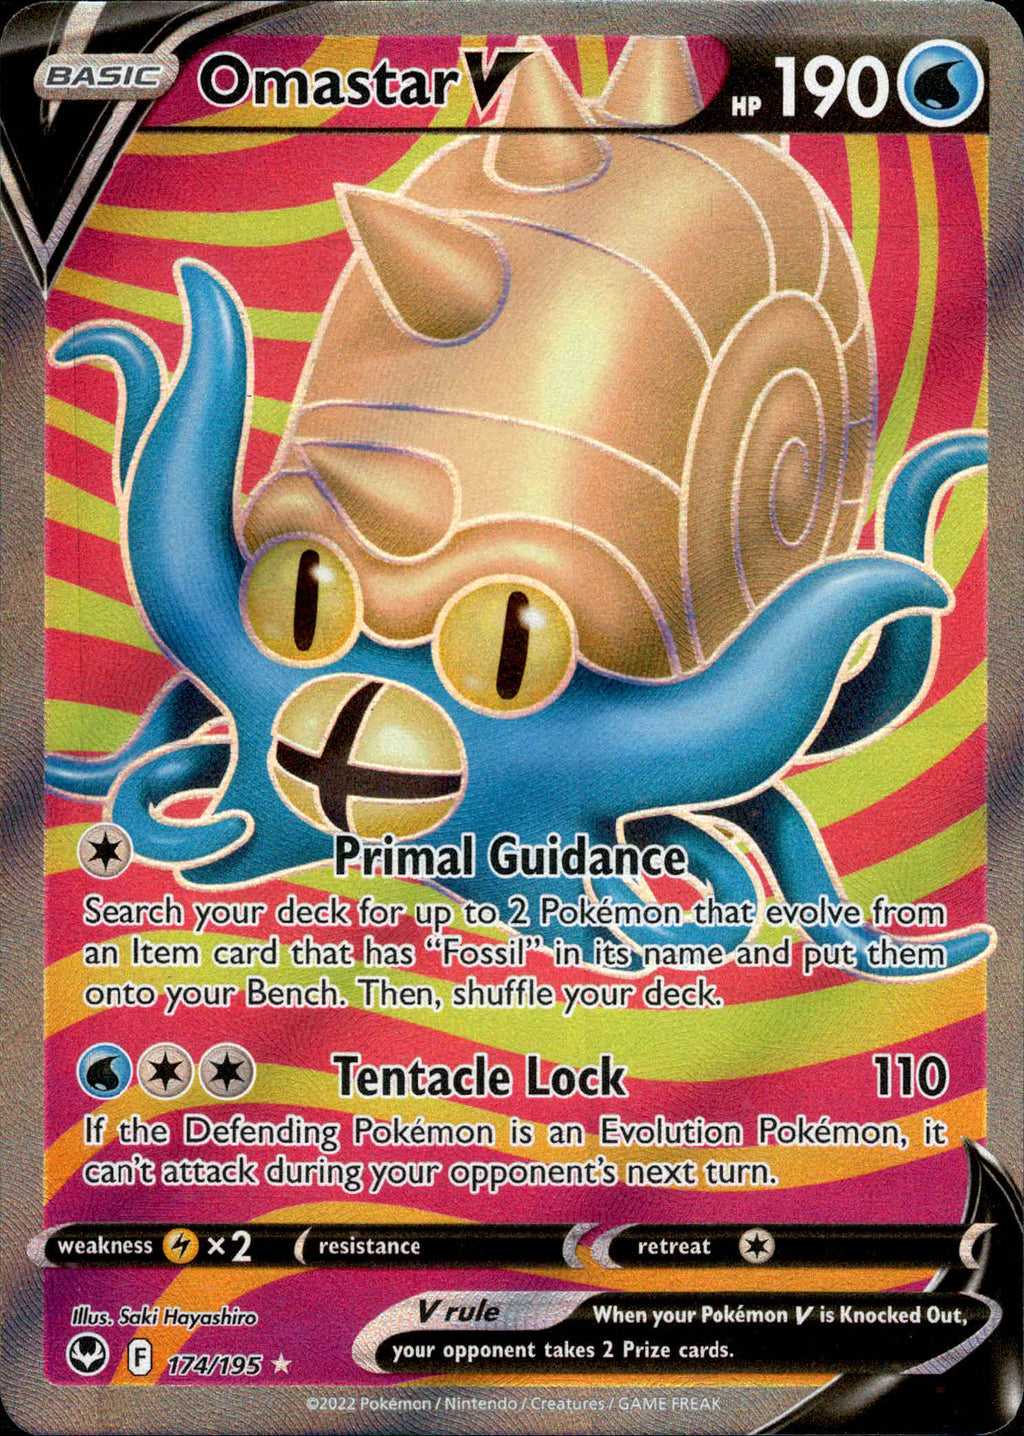 BASIC
Omastar V
HP 190
Primal Guidance
Search your deck for up to 2 Pokémon that evolve from
an Item card that has “Fossil” in its name and put them
onto your Bench. Then, shuffle your deck.
Tentacle Lock 110
If the Defending Pokémon is an Evolution Pokémon, it
can’t attack during your opponent’s next turn.
weakness ×2 resistance retreat
Illus. Saki Hayashiro
V rule When your Pokémon V is Knocked Out,
your opponent takes 2 Prize cards.
F 174/195
©2022 Pokémon / Nintendo / Creatures / GAME FREAK